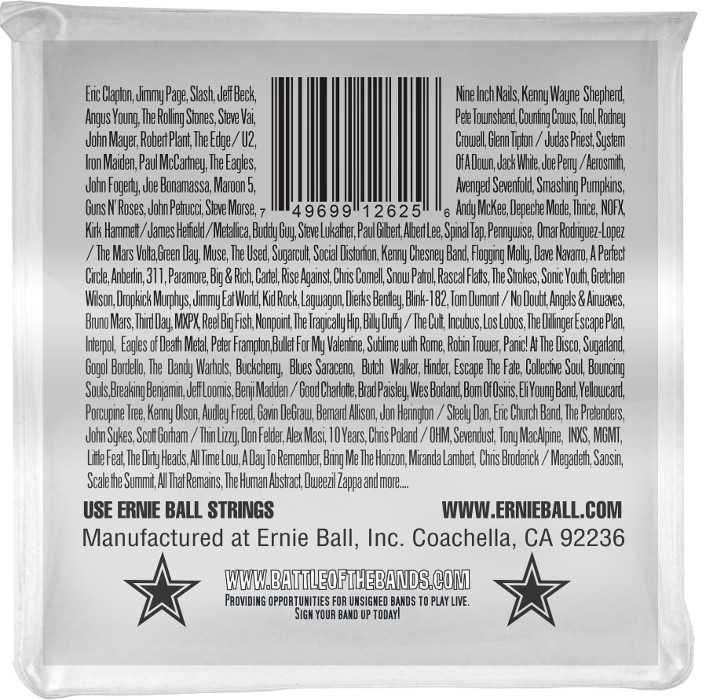 Eric Clapton, Jimmy Page, Slash, Jeff Beck,
Angus Young, The Rolling Stones, Steve Vai,
John Mayer, Robert Plant, The Edge / U2,
Iron Maiden, Paul McCartney, The Eagles,
John Fogerty, Joe Bonamassa, Maroon 5,
Guns N' Roses, John Petrucci, Steve Morse,
7 49699 12625 6
Nine Inch Nails, Kenny Wayne Shepherd,
Pete Townshend, Counting Crows, Tool, Rodney
Crowell, Glenn Tipton / Judas Priest, System
Of A Down, Jack White, Joe Perry / Aerosmith,
Avenged Sevenfold, Smashing Pumpkins,
Andy McKee, Depeche Mode, Thrice, NOFX,
Kirk Hammett / James Hetfield / Metallica, Buddy Guy, Steve Lukather, Paul Gilbert, Albert Lee, Spinal Tap, Pennywise, Omar Rodriguez-Lopez
/ The Mars Volta,Green Day, Muse, The Used, Sugarcult, Social Distortion, Kenny Chesney Band, Flogging Molly, Dave Navarro, A Perfect
Circle, Anberlin, 311, Paramore, Big & Rich, Cartel, Rise Against, Chris Cornell, Snow Patrol, Rascal Flatts, The Strokes, Sonic Youth, Gretchen
Wilson, Dropkick Murphys, Jimmy Eat World, Kid Rock, Lagwagon, Dierks Bentley, Blink-182, Tom Dumont / No Doubt, Angels & Airwaves,
Bruno Mars, Third Day, MXPX, Reel Big Fish, Nonpoint, The Tragically Hip, Billy Duffy / The Cult, Incubus, Los Lobos, The Dillinger Escape Plan,
Interpol, Eagles of Death Metal, Peter Frampton,Bullet For My Valentine, Sublime with Rome, Robin Trower, Panic! At The Disco, Sugarland,
Gogol Bordello, The Dandy Warhols, Buckcherry, Blues Saraceno, Butch Walker, Hinder, Escape The Fate, Collective Soul, Bouncing
Souls,Breaking Benjamin, Jeff Loomis, Benji Madden / Good Charlotte, Brad Paisley, Wes Borland, Born Of Osiris, Eli Young Band, Yellowcard,
Porcupine Tree, Kenny Olson, Audley Freed, Gavin DeGraw, Bernard Allison, Jon Herington / Steely Dan, Eric Church Band, The Pretenders,
John Sykes, Scott Gorham / Thin Lizzy, Don Felder, Alex Masi, 10 Years, Chris Poland / OHM, Sevendust, Tony MacAlpine, INXS, MGMT,
Little Feat, The Dirty Heads, All Time Low, A Day To Remember, Bring Me The Horizon, Miranda Lambert, Chris Broderick / Megadeth, Saosin,
Scale the Summit, All That Remains, The Human Abstract, Dweezil Zappa and more....
USE ERNIE BALL STRINGS WWW.ERNIEBALL.COM
Manufactured at Ernie Ball, Inc. Coachella, CA 92236
WWW.BATTLEOFTHEBANDS.COM
PROVIDING OPPORTUNITIES FOR UNSIGNED BANDS TO PLAY LIVE.
SIGN YOUR BAND UP TODAY!